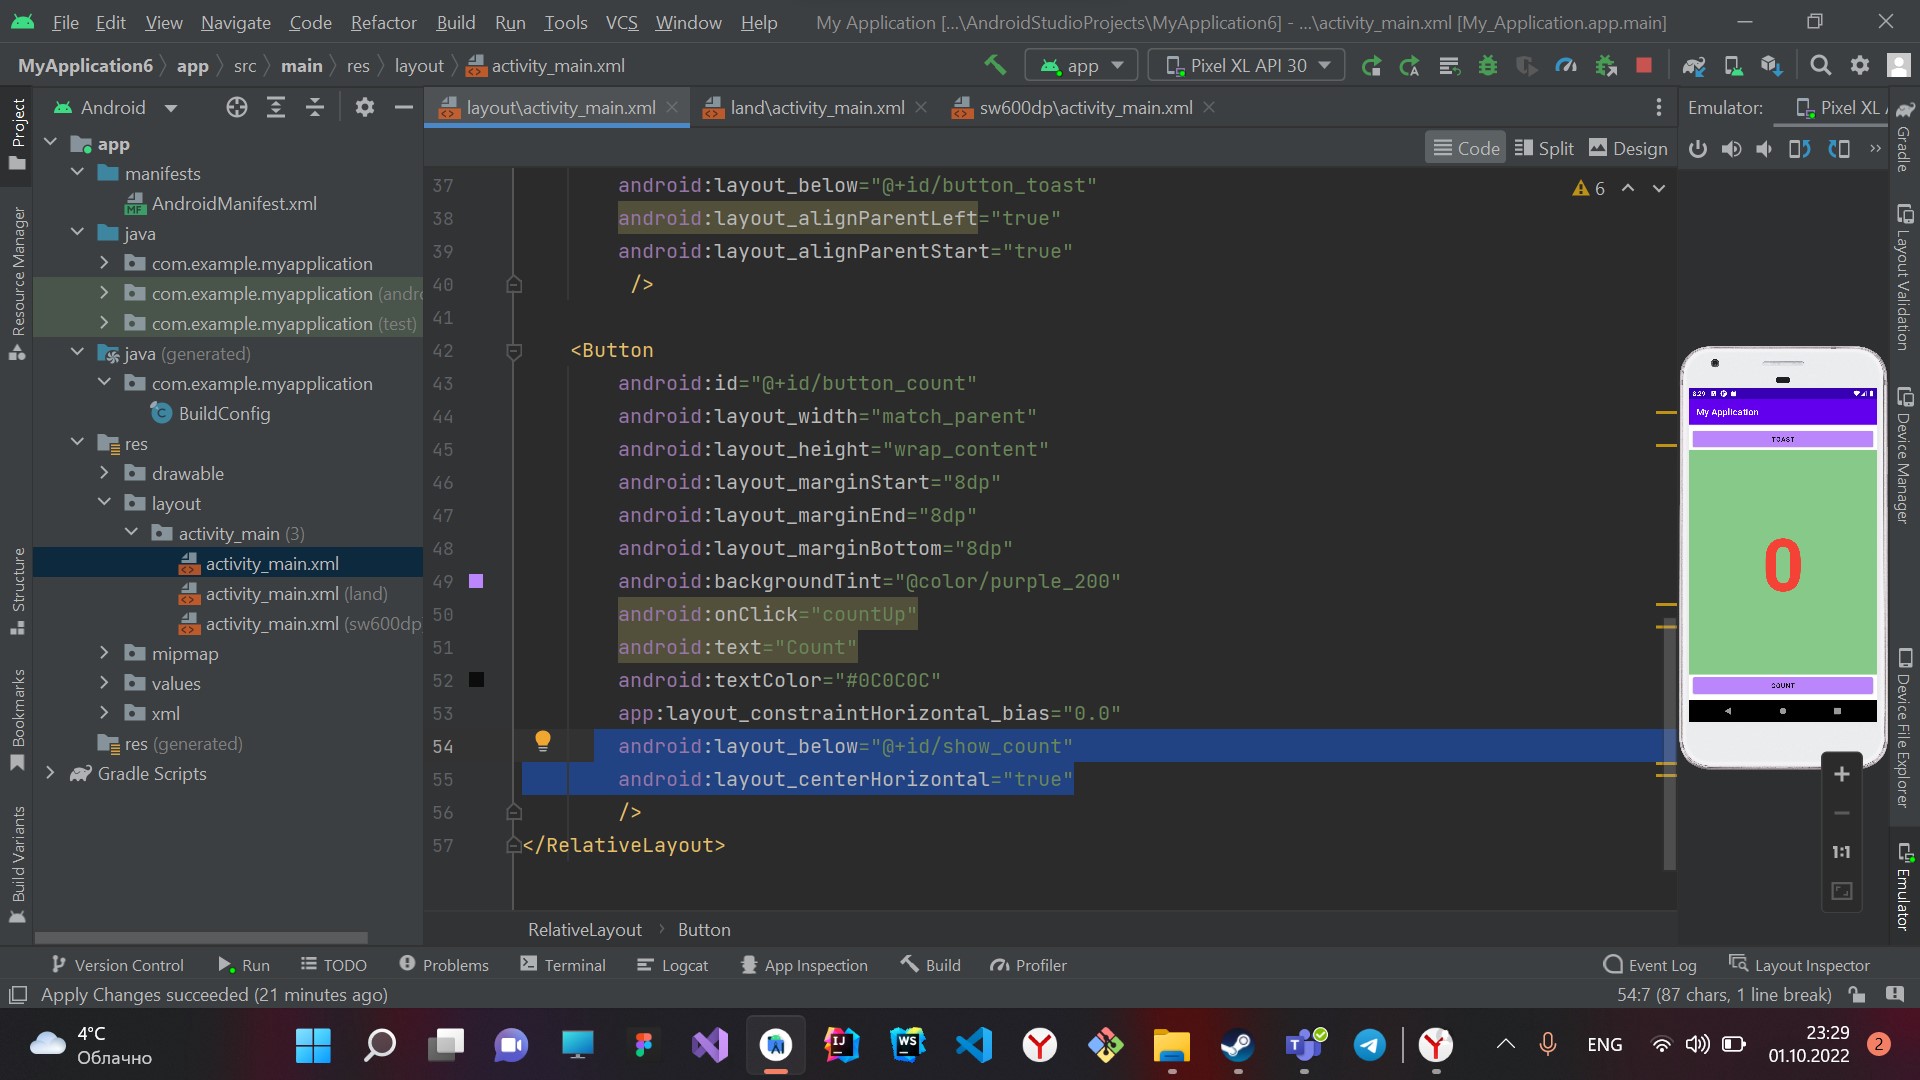 File Edit View Navigate Code Refactor Build Run Tools VCS Window Help My Application [...\AndroidStudioProjects\MyApplication6] - ...\activity_main.xml [My_Application.app.main]
MyApplication6 app src main res layout activity_main.xml app Pixel XL API 30
Project
Resource Manager
Structure
Bookmarks
Build Variants
Android
app
manifests
AndroidManifest.xml
java
com.example.myapplication
com.example.myapplication (andro
com.example.myapplication (test)
java (generated)
com.example.myapplication
BuildConfig
res
drawable
layout
activity_main (3)
activity_main.xml
activity_main.xml (land)
activity_main.xml (sw600dp
mipmap
values
xml
res (generated)
Gradle Scripts
layout\activity_main.xml land\activity_main.xml sw600dp\activity_main.xml
Code Split Design
6
37 android:layout_below="@+id/button_toast"
38 android:layout_alignParentLeft="true"
39 android:layout_alignParentStart="true"
40 />
41
42 <Button
43 android:id="@+id/button_count"
44 android:layout_width="match_parent"
45 android:layout_height="wrap_content"
46 android:layout_marginStart="8dp"
47 android:layout_marginEnd="8dp"
48 android:layout_marginBottom="8dp"
49 android:backgroundTint="@color/purple_200"
50 android:onClick="countUp"
51 android:text="Count"
52 android:textColor="#0C0C0C"
53 app:layout_constraintHorizontal_bias="0.0"
54 android:layout_below="@+id/show_count"
55 android:layout_centerHorizontal="true"
56 />
57 </RelativeLayout>
RelativeLayout Button
Emulator: Pixel XL
8:29
My Application
TOAST
0
COUNT
1:1
Gradle
Layout Validation
Device Manager
Device File Explorer
Emulator
Version Control Run TODO Problems Terminal Logcat App Inspection Build Profiler Event Log Layout Inspector
Apply Changes succeeded (21 minutes ago) 54:7 (87 chars, 1 line break)
4°C
Облачно
ENG
23:29
01.10.2022
2